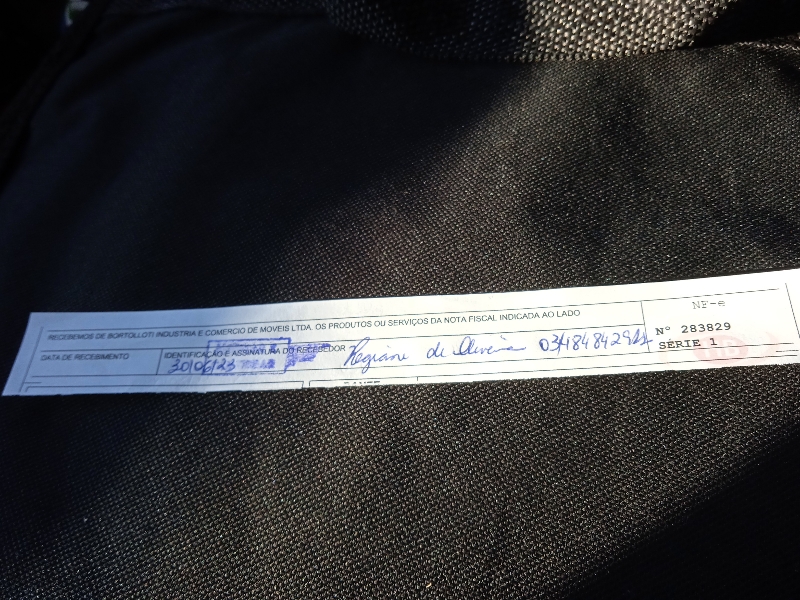 RECEBEMOS DE BORTOLLOTI INDUSTRIA E COMERCIO DE MOVEIS LTDA. OS PRODUTOS OU SERVIÇOS DA NOTA FISCAL INDICADA AO LADO
NF-e
DATA DE RECEBIMENTO
IDENTIFICAÇÃO E ASSINATURA DO RECEBEDOR
30/06/23
Regiane de Oliveira
Nº 283829
SÉRIE 1